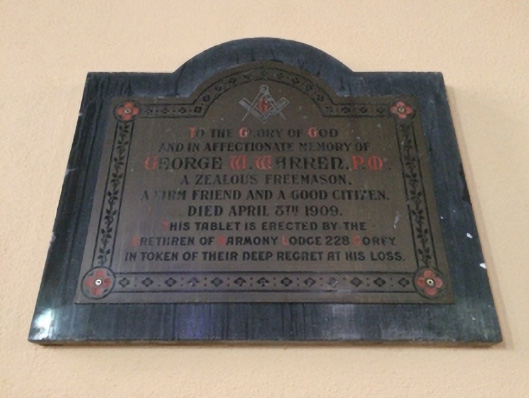 G
TO THE GLORY OF GOD
AND IN AFFECTIONATE MEMORY OF
GEORGE W. WARREN, P.M.
A ZEALOUS FREEMASON,
A FIRM FRIEND AND A GOOD CITIZEN.
DIED APRIL 8TH 1909.
THIS TABLET IS ERECTED BY THE
BRETHREN OF HARMONY LODGE 228 GOREY
IN TOKEN OF THEIR DEEP REGRET AT HIS LOSS.